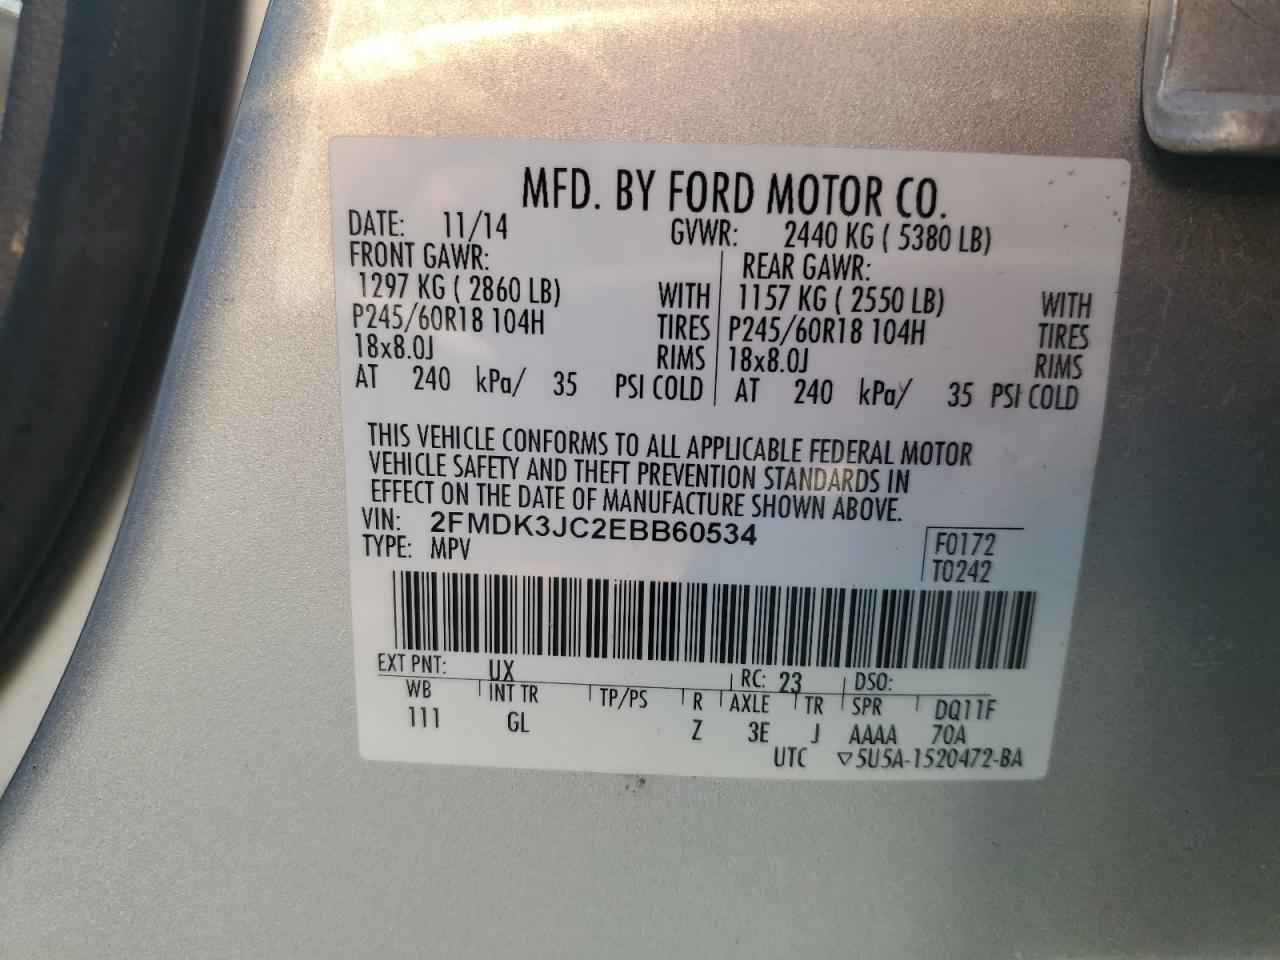 MFD. BY FORD MOTOR CO.
DATE: 11/14 GVWR: 2440 KG ( 5380 LB)
FRONT GAWR: REAR GAWR:
1297 KG ( 2860 LB) WITH 1157 KG ( 2550 LB) WITH
P245/60R18 104H TIRES P245/60R18 104H TIRES
18x8.0J RIMS 18x8.0J RIMS
AT 240 kPa/ 35 PSI COLD AT 240 kPa/ 35 PSI COLD
THIS VEHICLE CONFORMS TO ALL APPLICABLE FEDERAL MOTOR
VEHICLE SAFETY AND THEFT PREVENTION STANDARDS IN
EFFECT ON THE DATE OF MANUFACTURE SHOWN ABOVE.
VIN: 2FMDK3JC2EBB60534
TYPE: MPV
F0172
T0242
EXT PNT: UX RC: 23 DSO:
WB INT TR TP/PS R AXLE TR SPR DQ11F
111 GL Z 3E J AAAA 70A
UTC ▽5U5A-1520472-BA